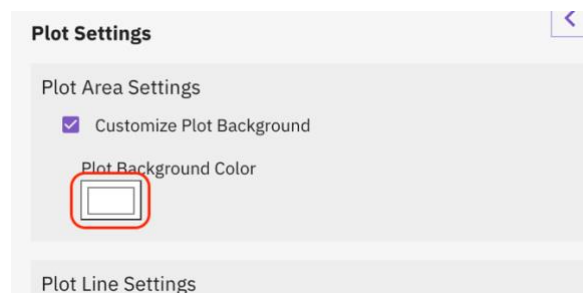 Plot Settings
Plot Area Settings
Customize Plot Background
Plot Background Color
Plot Line Settings